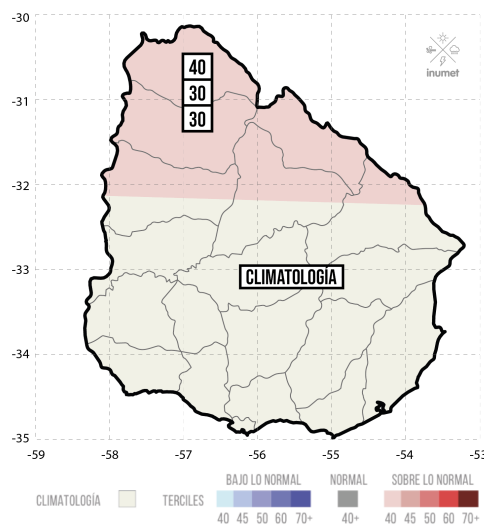 -30
inumet
40
30
30
-31
-32
-33
CLIMATOLOGÍA
-34
-35
-59 -58 -57 -56 -55 -54 -53
BAJO LO NORMAL NORMAL SOBRE LO NORMAL
CLIMATOLOGÍA TERCILES
40 45 50 60 70+ 40+ 40 45 50 60 70+